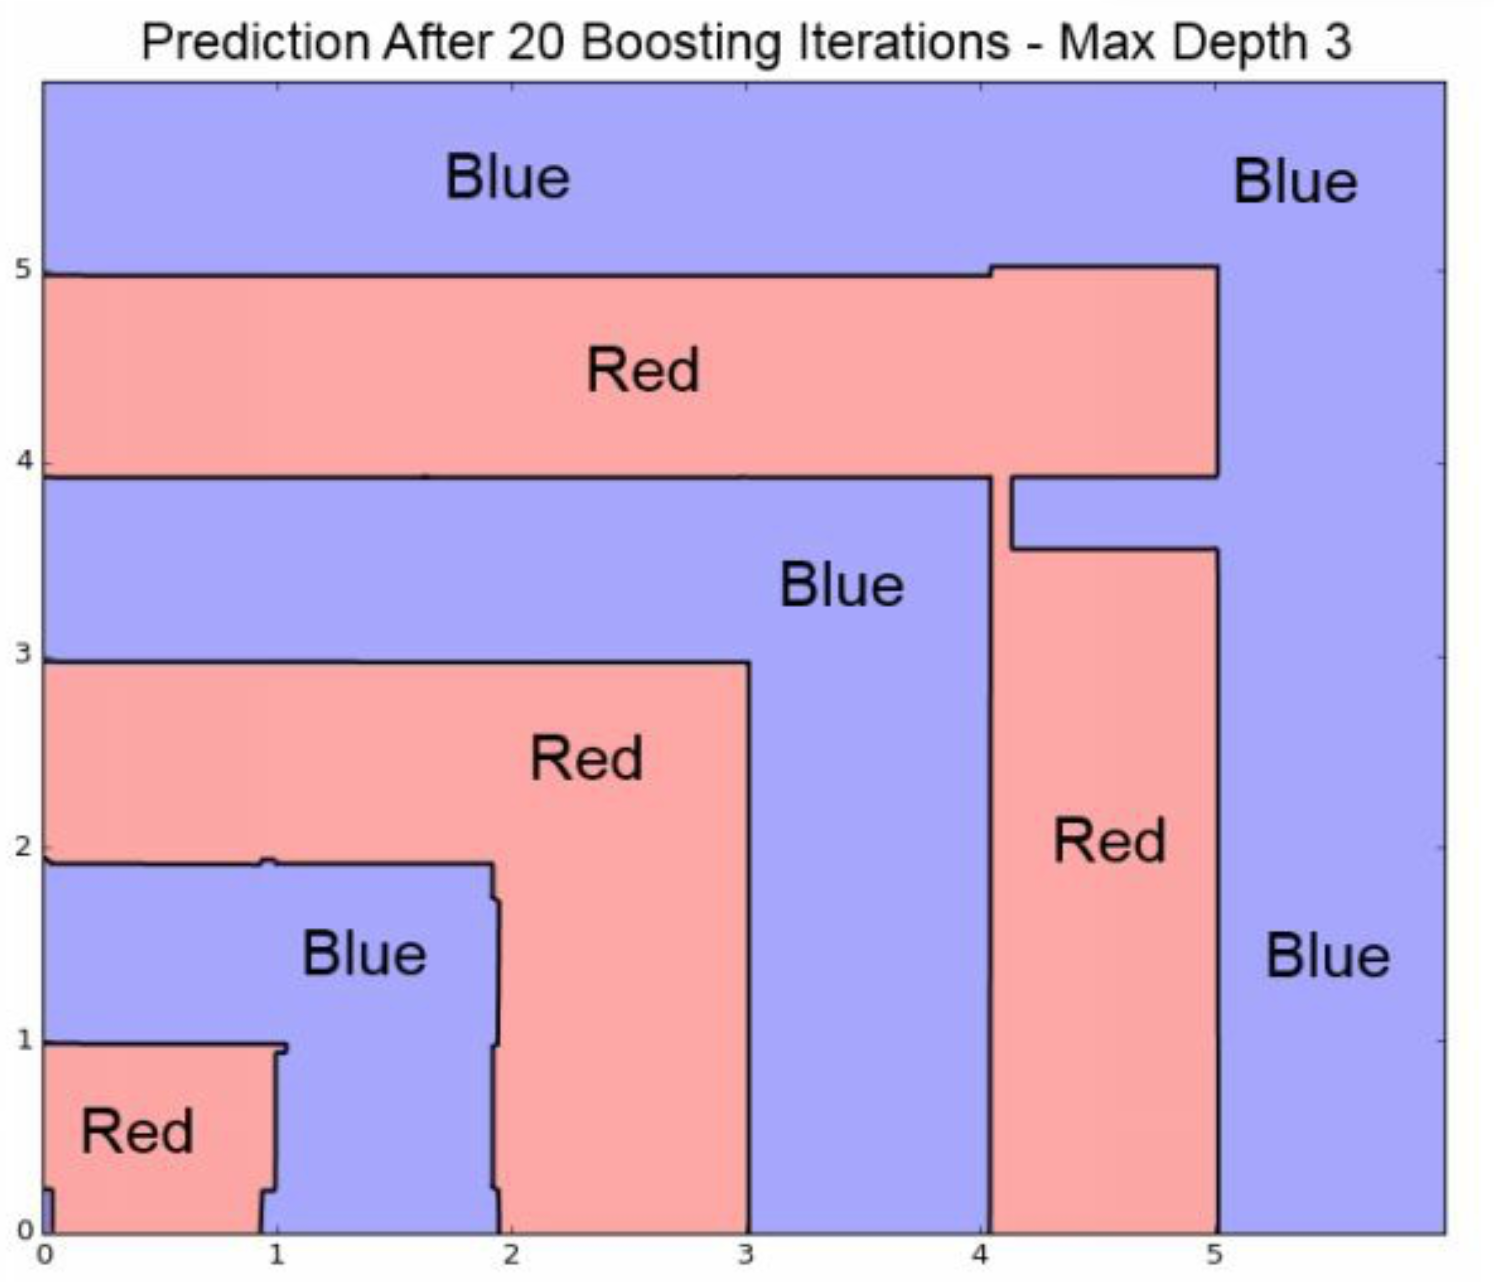 Prediction After 20 Boosting Iterations - Max Depth 3
Blue
Blue
5
Red
4
Blue
3
Red
2
Red
Blue
Blue
1
Red
0
0 1 2 3 4 5